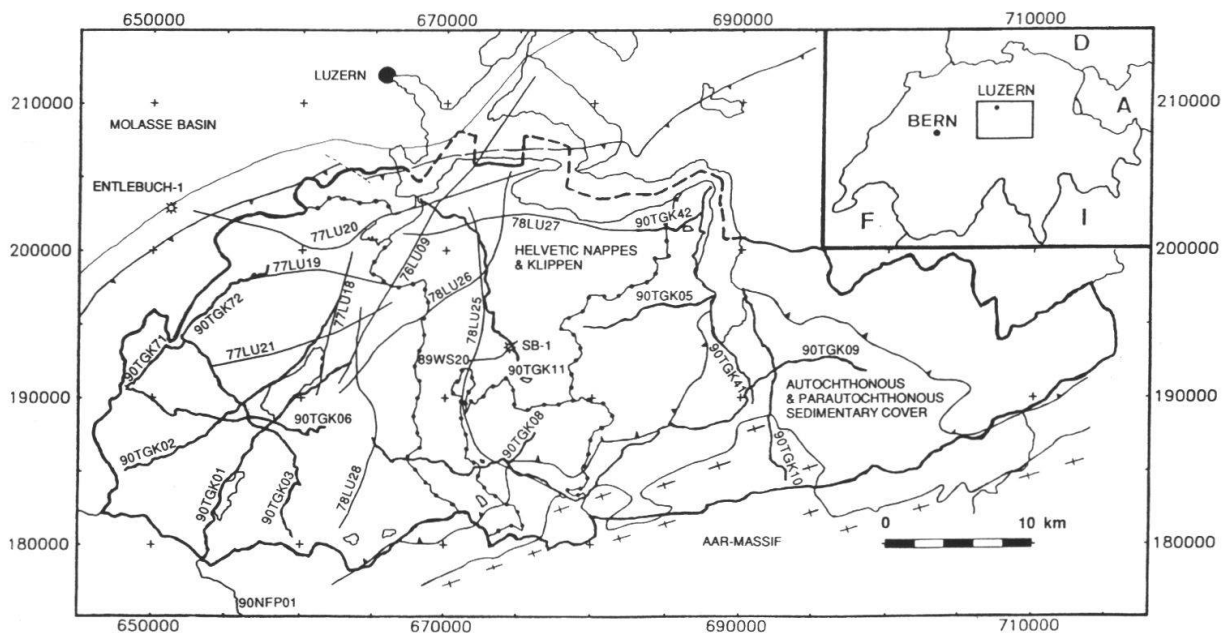 650000 670000 690000 710000
D
LUZERN
LUZERN
210000
A
210000
BERN
MOLASSE BASIN
ENTLEBUCH-1
F
I
90TGK42
77LU20
78LU27
200000
200000
76LU09
HELVETIC NAPPES
& KLIPPEN
77LU19
78LU26
90TGK05
90TGK72
77LU18
78LU25
SB-1
90TGK71
77LU21
89WS20
90TGK11
90TGK09
90TGK41
AUTOCHTHONOUS
& PARAUTOCHTHONOUS
SEDIMENTARY COVER
190000
190000
90TGK06
90TGK08
90TGK02
90TGK10
90TGK01
90TGK03
78LU28
0 10 km
180000
AAR-MASSIF
180000
90NFP01
650000 670000 690000 710000